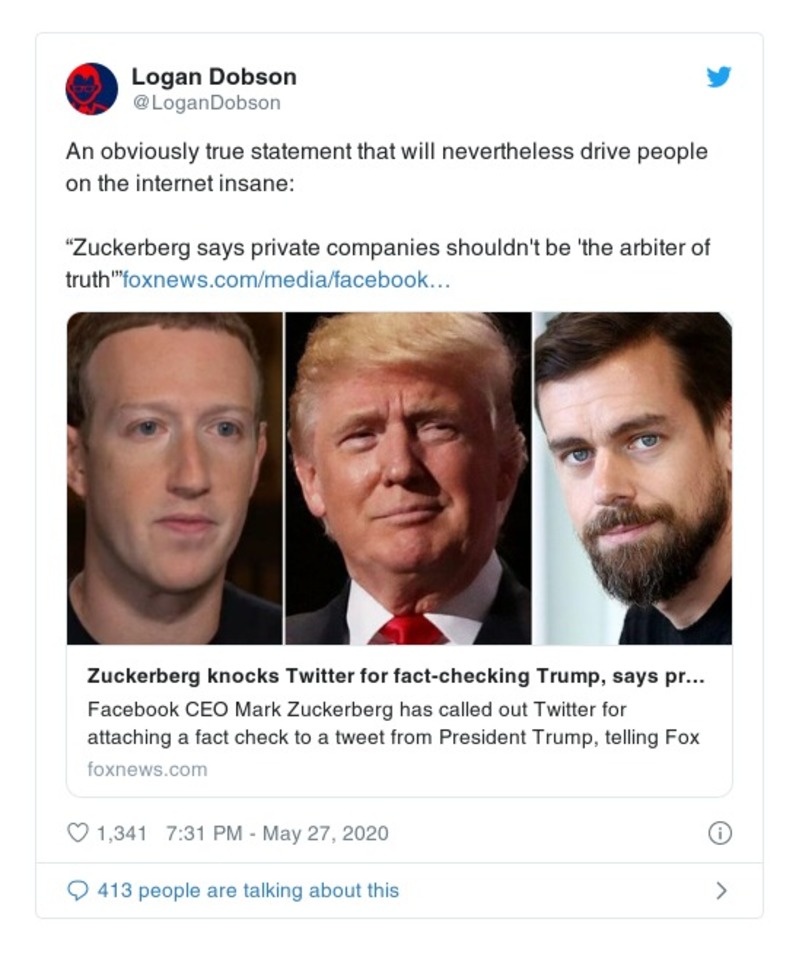 Logan Dobson
@LoganDobson
An obviously true statement that will nevertheless drive people
on the internet insane:
“Zuckerberg says private companies shouldn't be 'the arbiter of
truth'”foxnews.com/media/facebook…
Zuckerberg knocks Twitter for fact-checking Trump, says pr...
Facebook CEO Mark Zuckerberg has called out Twitter for
attaching a fact check to a tweet from President Trump, telling Fox
foxnews.com
1,341 7:31 PM - May 27, 2020
413 people are talking about this